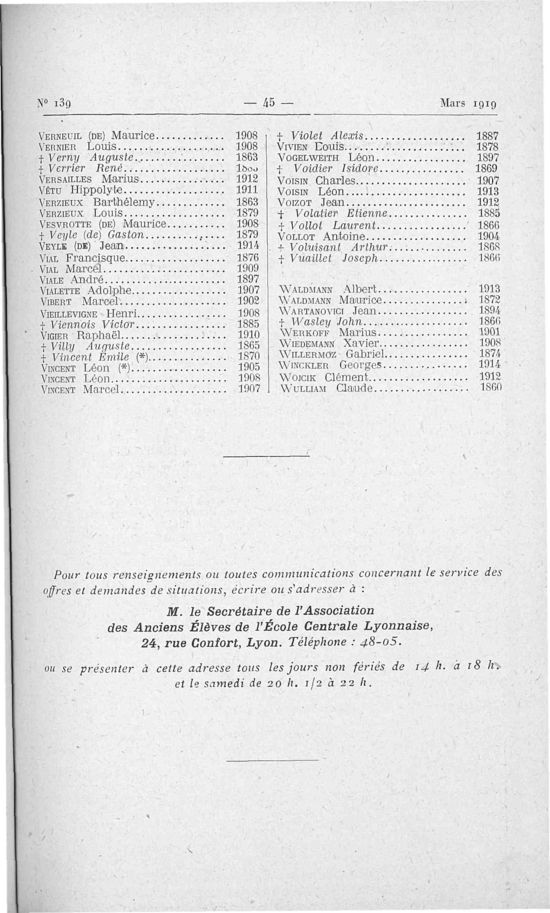 N° 139 — 45 — Mars 1919
VERNEUIL (DE) Maurice............. 1908
VERNIER Louis.................... 1908
† Verny Auguste................. 1863
† Verrier René...................
VERSAILLES Marius................ 1912
VÊTU Hippolyte................... 1911
VERZIEUX Barthélemy............. 1863
VERZIEUX Louis................... 1879
VESVROTTE (DE) Maurice........... 1908
† Veyle (de) Gaston............... 1879
VEYLE (DE) Jean.................. 1914
VIAL Francisque.................. 1876
VIAL Marcel...................... 1909
VIALE André...................... 1897
VIALETTE Adolphe................. 1907
VIBERT Marcel.................... 1902
VIEILLEVIGNE Henri............... 1908
† Viennois Victor................ 1885
VIGIER Raphaël................... 1910
† Villy Auguste.................. 1865
† Vincent Emile (*)............... 1870
VINCENT Léon (*)................. 1905
VINCENT Léon..................... 1908
VINCENT Marcel................... 1907
† Violet Alexis.................. 1887
VIVIEN Louis..................... 1878
VOGELWEITH Léon.................. 1897
† Voidier Isidore................ 1869
VOISIN Charles................... 1907
VOISIN Léon...................... 1913
VOIZOT Jean...................... 1912
† Volatier Etienne............... 1885
† Vollot Laurent................. 1866
VOLLOT Antoine................... 1904
† Voluisant Arthur............... 1868
† Vuaillet Joseph................ 1866
WALDMANN Albert.................. 1913
WALDMANN Maurice................. 1872
WARTANOVICI Jean................. 1894
† Wasley John.................... 1866
WERKOFF Marius................... 1901
WIEDEMANN Xavier................. 1908
WILLERMOZ Gabriel................ 1874
WINCKLER Georges................. 1914
WOJCIK Clément................... 1912
WULLIAM Claude................... 1860
Pour tous renseignements ou toutes communications concernant le service des
offres et demandes de situations, écrire ou s'adresser à :
M. le Secrétaire de l'Association
des Anciens Élèves de l'École Centrale Lyonnaise,
24, rue Confort, Lyon. Téléphone : 48-05.
ou se présenter à cette adresse tous les jours non fériés de 14 h. à 18 h.
et le samedi de 20 h. 1/2 à 22 h.